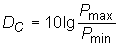 D_C = 10lg P_max / P_min